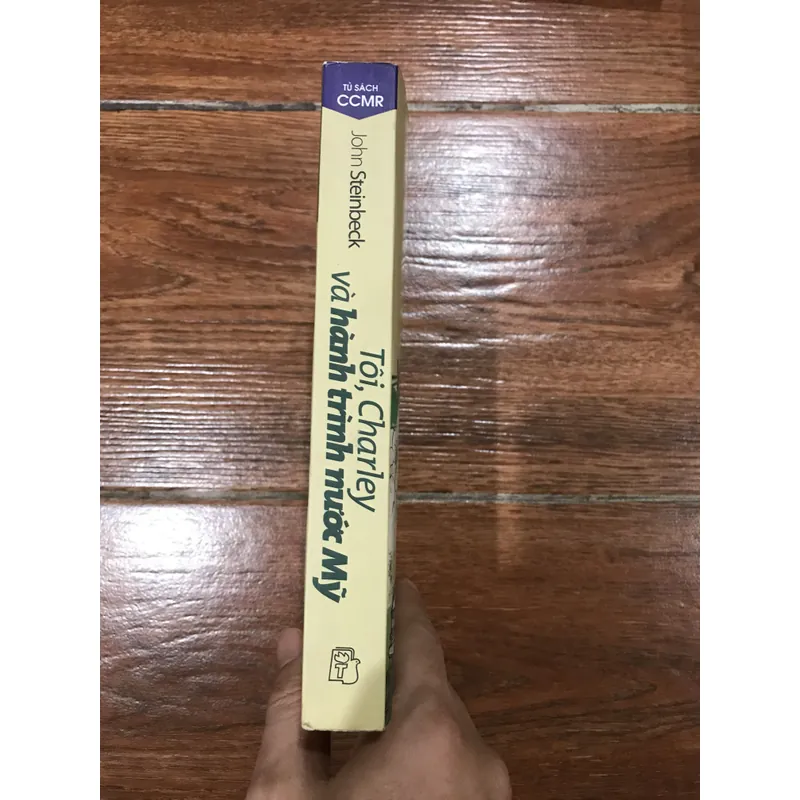 TỦ SÁCH
CCMR
John Steinbeck
Tôi, Charley
và hành trình nước Mỹ